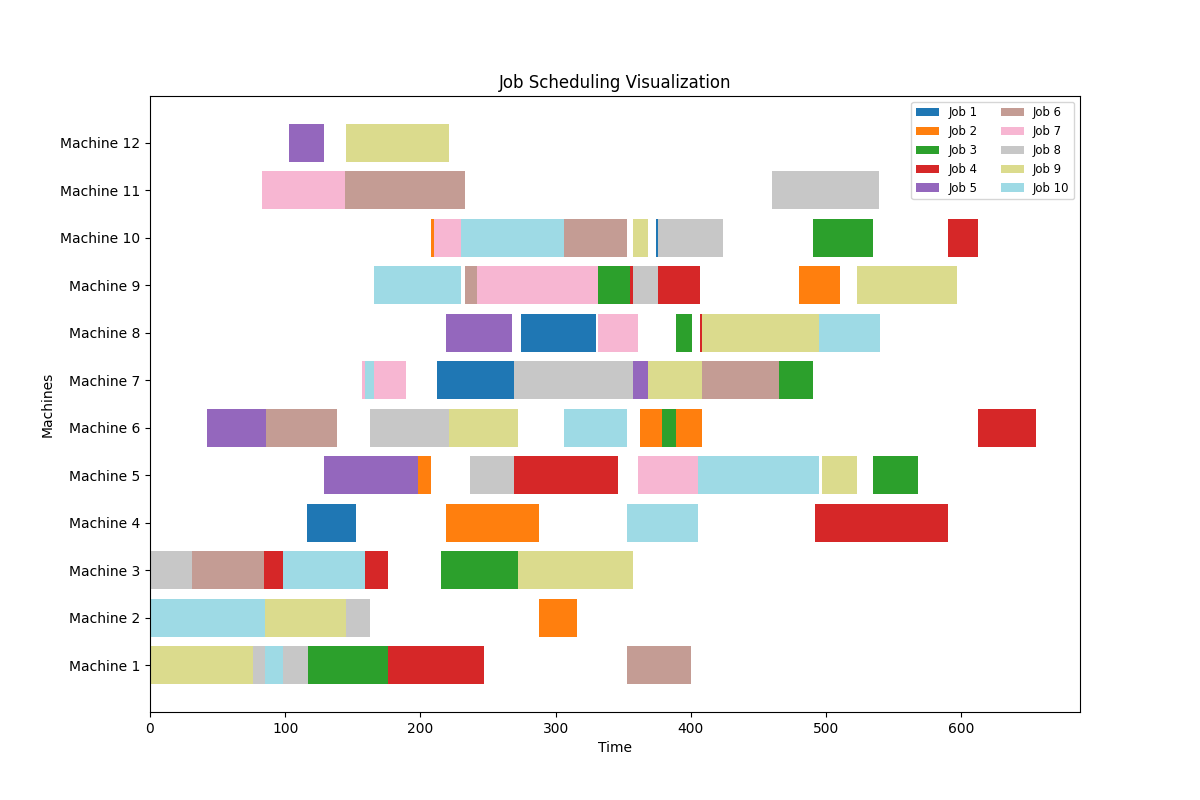 Job Scheduling Visualization
Job 1
Job 2
Job 3
Job 4
Job 5
Job 6
Job 7
Job 8
Job 9
Job 10
Machines
Machine 12
Machine 11
Machine 10
Machine 9
Machine 8
Machine 7
Machine 6
Machine 5
Machine 4
Machine 3
Machine 2
Machine 1
0 100 200 300 400 500 600
Time